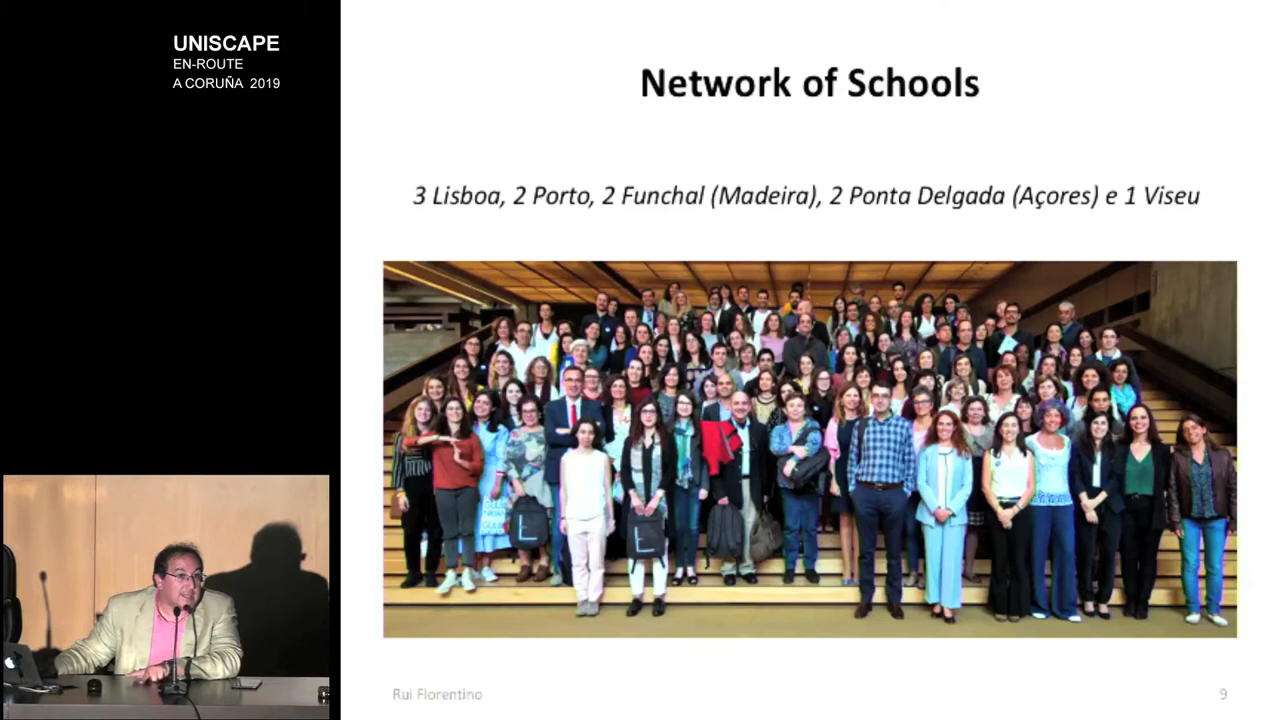 UNISCAPE
EN-ROUTE
A CORUÑA 2019
Network of Schools
3 Lisboa, 2 Porto, 2 Funchal (Madeira), 2 Ponta Delgada (Açores) e 1 Viseu
Rui Florentino
9